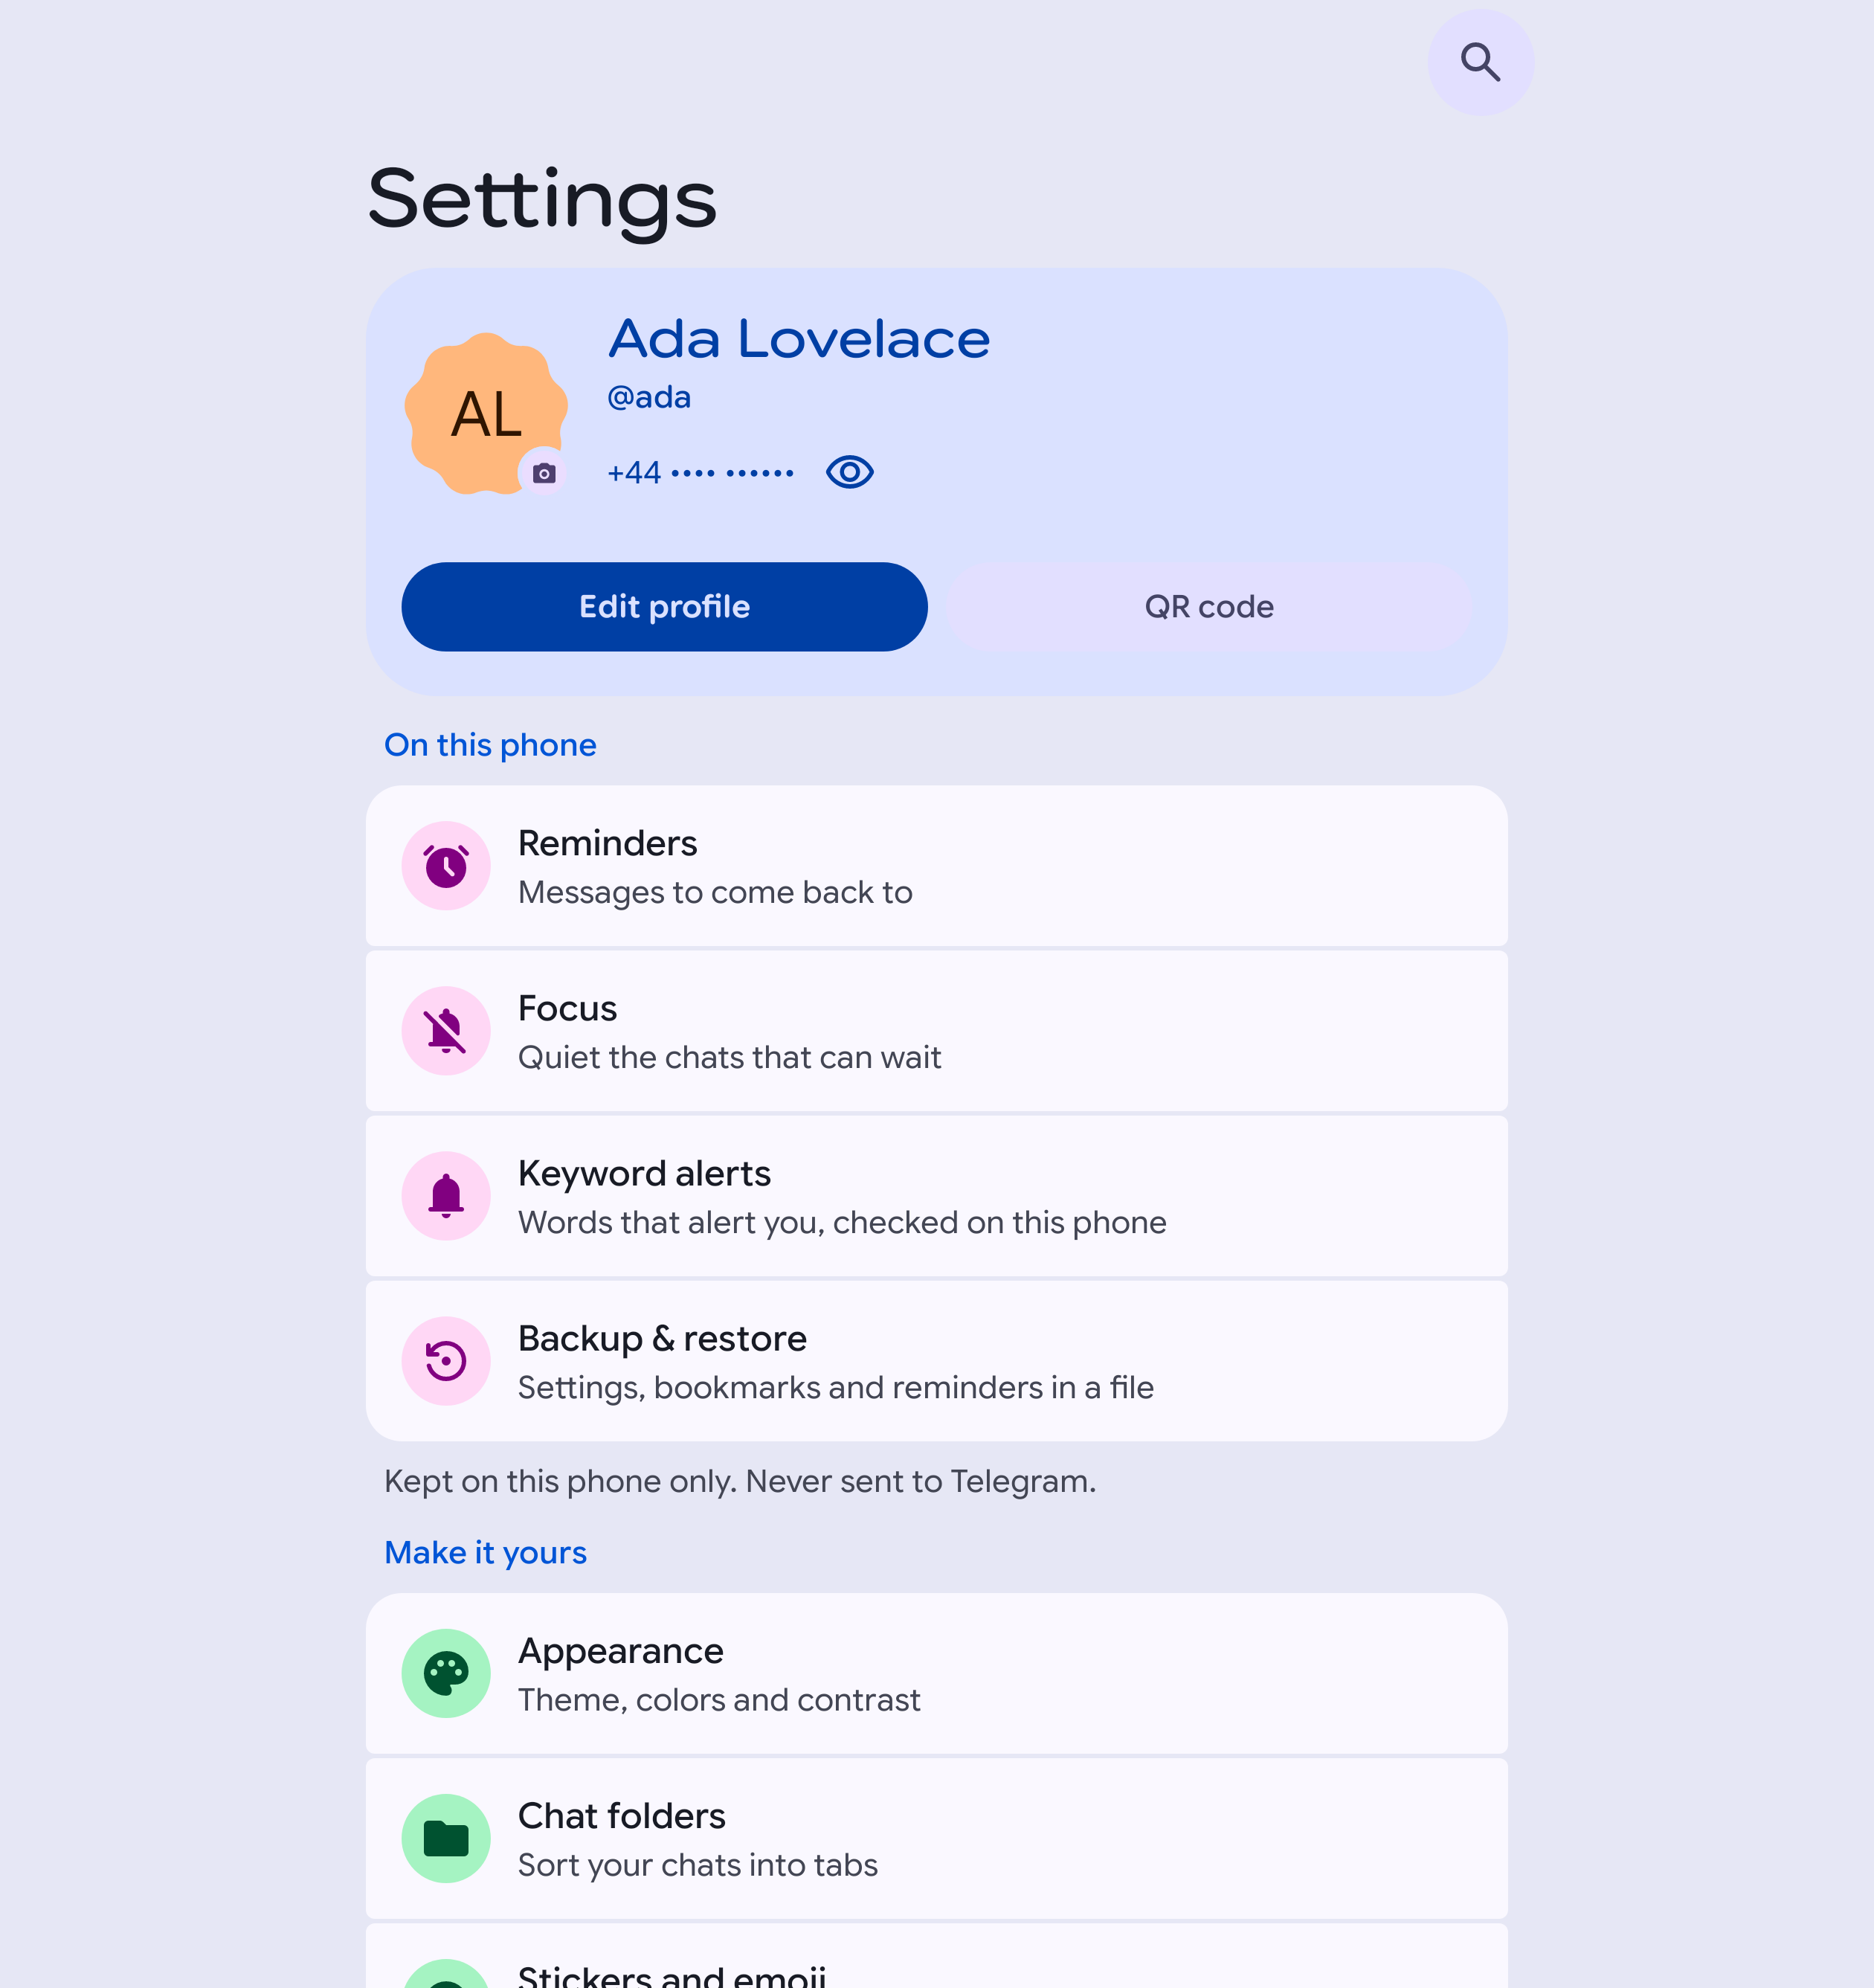 Settings
AL
Ada Lovelace
@ada
+44 •••• ••••••
Edit profile
QR code
On this phone
Reminders
Messages to come back to
Focus
Quiet the chats that can wait
Keyword alerts
Words that alert you, checked on this phone
Backup & restore
Settings, bookmarks and reminders in a file
Kept on this phone only. Never sent to Telegram.
Make it yours
Appearance
Theme, colors and contrast
Chat folders
Sort your chats into tabs
Stickers and emoji